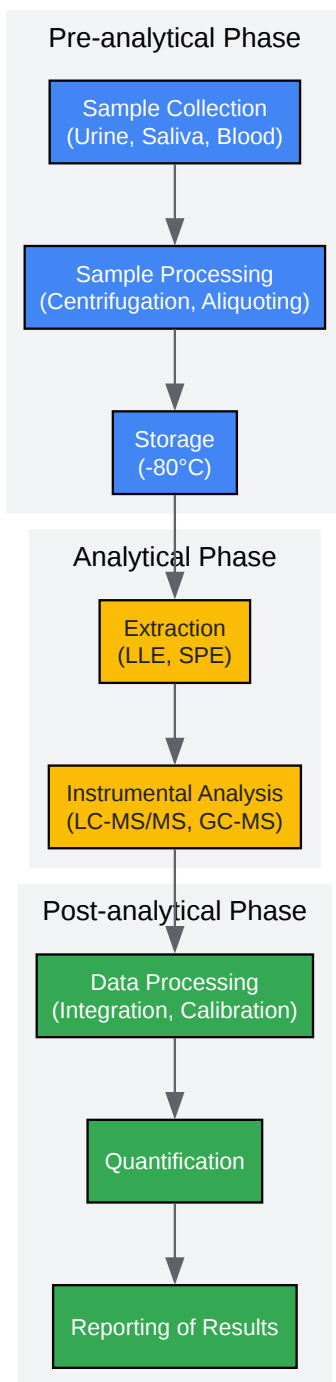 Pre-analytical Phase
Sample Collection
(Urine, Saliva, Blood)
Sample Processing
(Centrifugation, Aliquoting)
Storage
(-80°C)
Analytical Phase
Extraction
(LLE, SPE)
Instrumental Analysis
(LC-MS/MS, GC-MS)
Post-analytical Phase
Data Processing
(Integration, Calibration)
Quantification
Reporting of Results